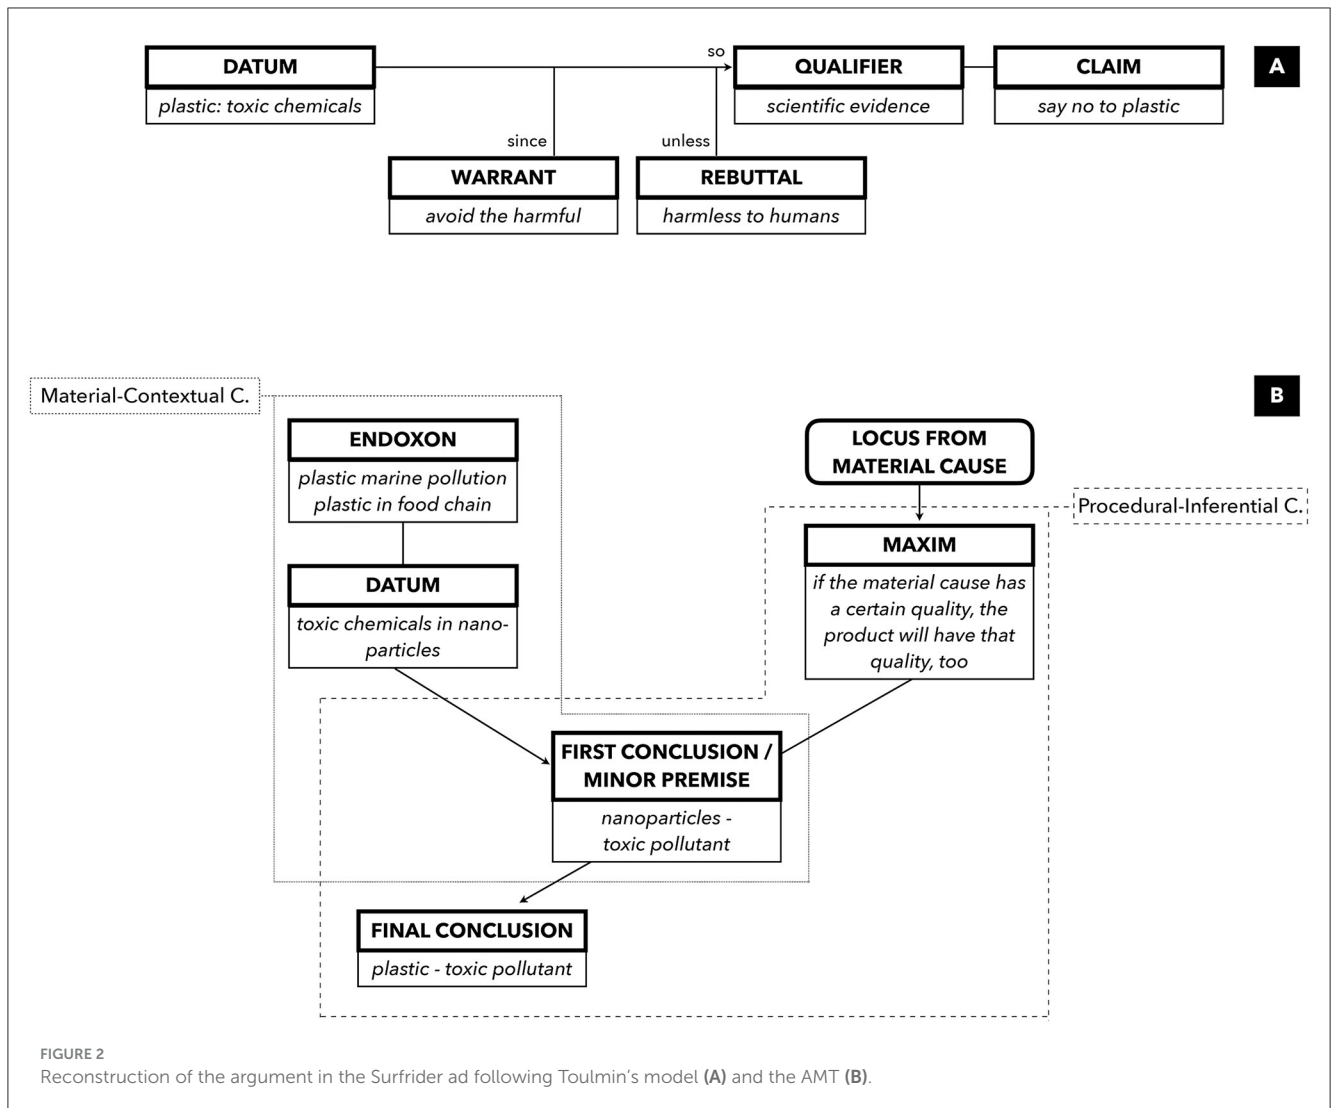 so
DATUM
QUALIFIER
CLAIM
A
plastic: toxic chemicals
scientific evidence
say no to plastic
since
unless
WARRANT
REBUTTAL
avoid the harmful
harmless to humans
Material-Contextual C.
B
ENDOXON
plastic marine pollution
plastic in food chain
LOCUS FROM
MATERIAL CAUSE
Procedural-Inferential C.
MAXIM
if the material cause has
a certain quality, the
product will have that
quality, too
DATUM
toxic chemicals in nano-
particles
FIRST CONCLUSION /
MINOR PREMISE
nanoparticles -
toxic pollutant
FINAL CONCLUSION
plastic - toxic pollutant
FIGURE 2
Reconstruction of the argument in the Surfrider ad following Toulmin's model (A) and the AMT (B).